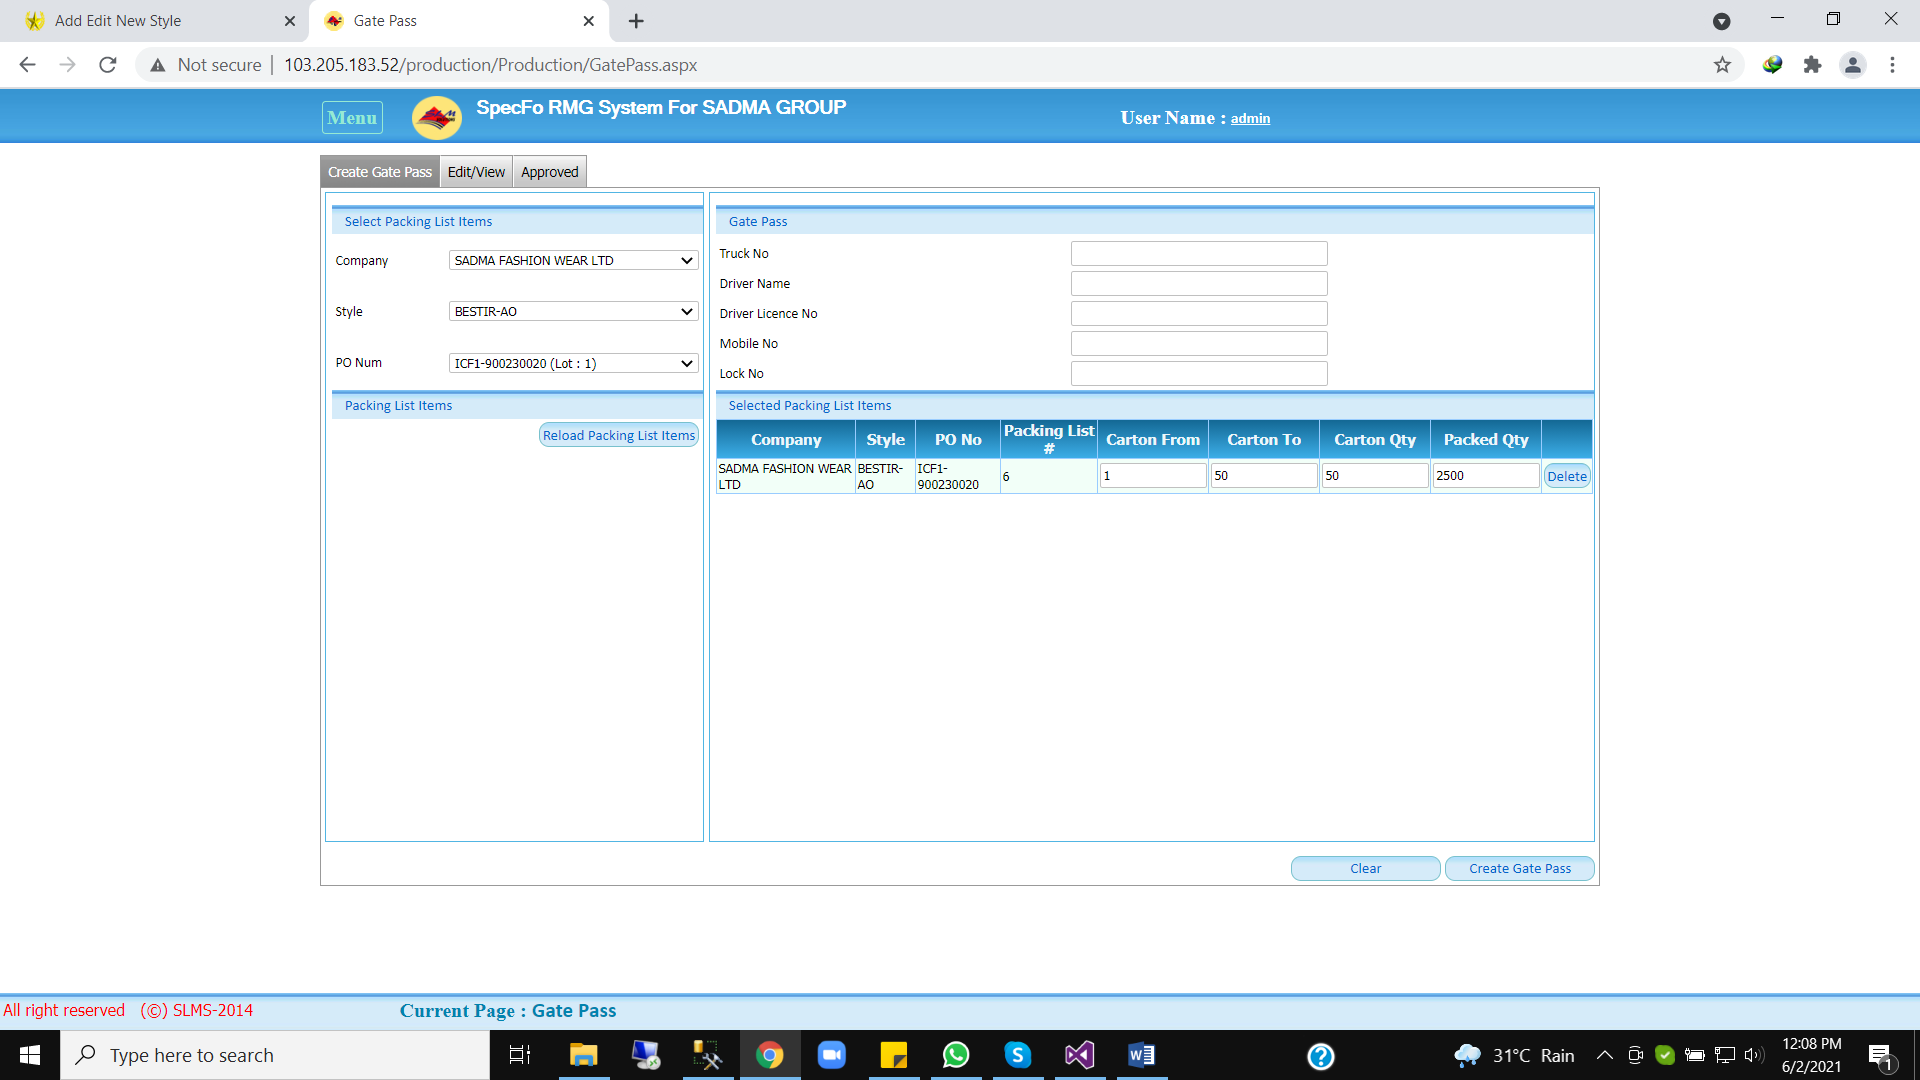 Add Edit New Style
Gate Pass
Not secure
103.205.183.52/production/Production/GatePass.aspx
Menu
SpecFo RMG System For SADMA GROUP
User Name : admin
Create Gate Pass
Edit/View
Approved
Select Packing List Items
Company
SADMA FASHION WEAR LTD
Style
BESTIR-AO
PO Num
ICF1-900230020 (Lot : 1)
Packing List Items
Reload Packing List Items
Gate Pass
Truck No
Driver Name
Driver Licence No
Mobile No
Lock No
Selected Packing List Items
Company Style PO No Packing List # Carton From Carton To Carton Qty Packed Qty
SADMA FASHION WEAR LTD BESTIR-AO ICF1-900230020 6 1 50 50 2500 Delete
Clear
Create Gate Pass
All right reserved (©) SLMS-2014
Current Page : Gate Pass
Type here to search
31°C Rain
12:08 PM
6/2/2021
1